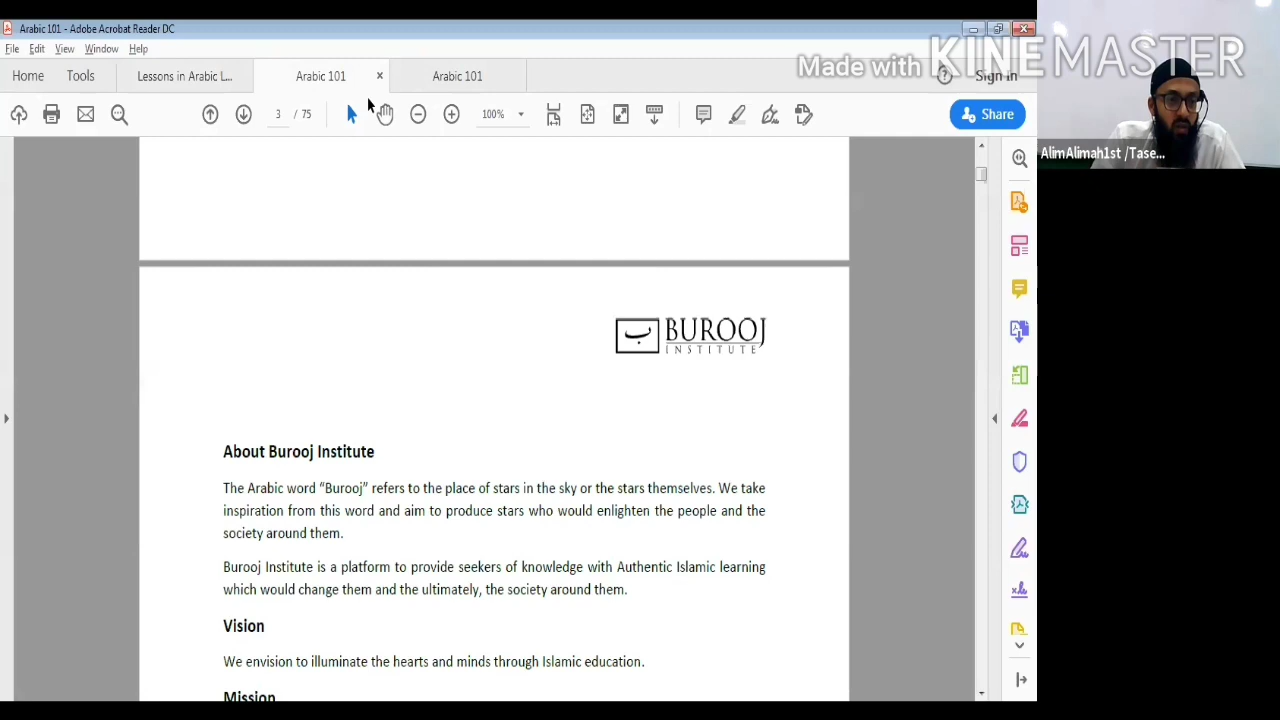 Arabic 101 - Adobe Acrobat Reader DC
File Edit View Window Help
Made with KINEMASTER
Home Tools Lessons in Arabic L... Arabic 101 × Arabic 101 Sign In
3 / 75 100% Share
AlimAlimah1st /Tase...
ب BUROOJ
INSTITUTE
About Burooj Institute
The Arabic word “Burooj” refers to the place of stars in the sky or the stars themselves. We take
inspiration from this word and aim to produce stars who would enlighten the people and the
society around them.
Burooj Institute is a platform to provide seekers of knowledge with Authentic Islamic learning
which would change them and the ultimately, the society around them.
Vision
We envision to illuminate the hearts and minds through Islamic education.
Mission